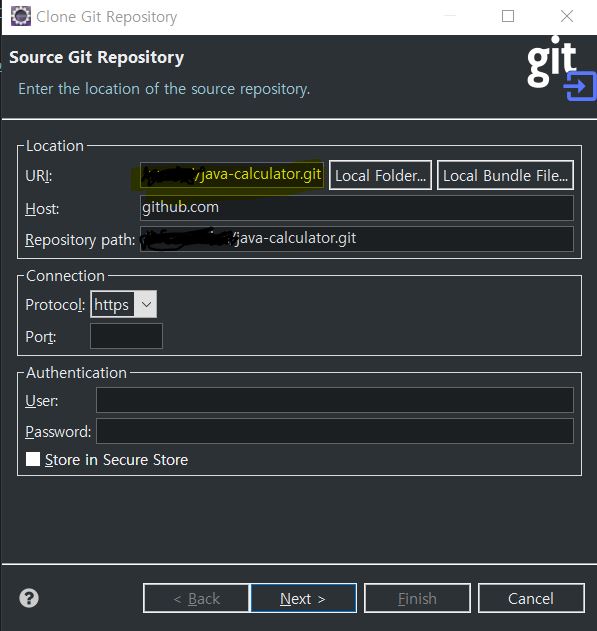 Clone Git Repository
Source Git Repository
Enter the location of the source repository.
git
Location
URI: /java-calculator.git Local Folder... Local Bundle File...
Host: github.com
Repository path: /java-calculator.git
Connection
Protocol: https
Port:
Authentication
User:
Password:
Store in Secure Store
? < Back Next > Finish Cancel